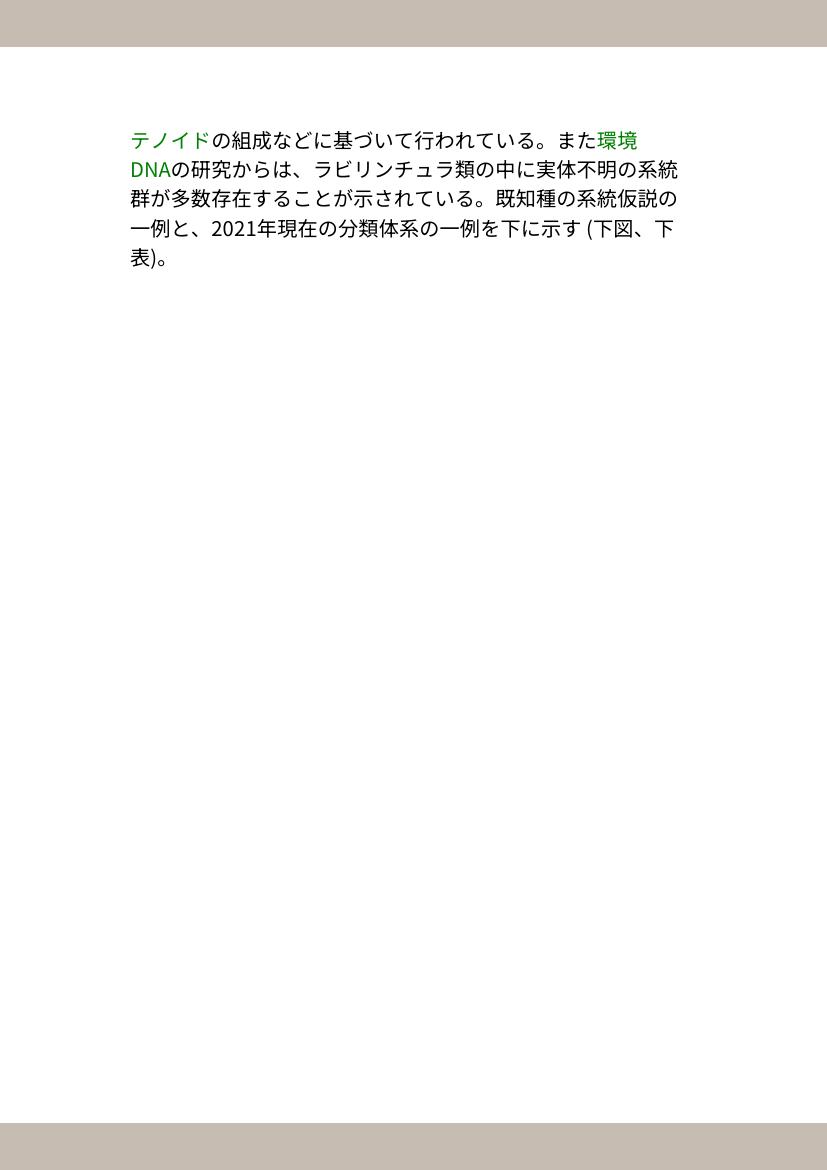 テノイドの組成などに基づいて行われている。また環境
DNAの研究からは、ラビリンチュラ類の中に実体不明の系統
群が多数存在することが示されている。既知種の系統仮説の
一例と、2021年現在の分類体系の一例を下に示す (下図、下
表)。